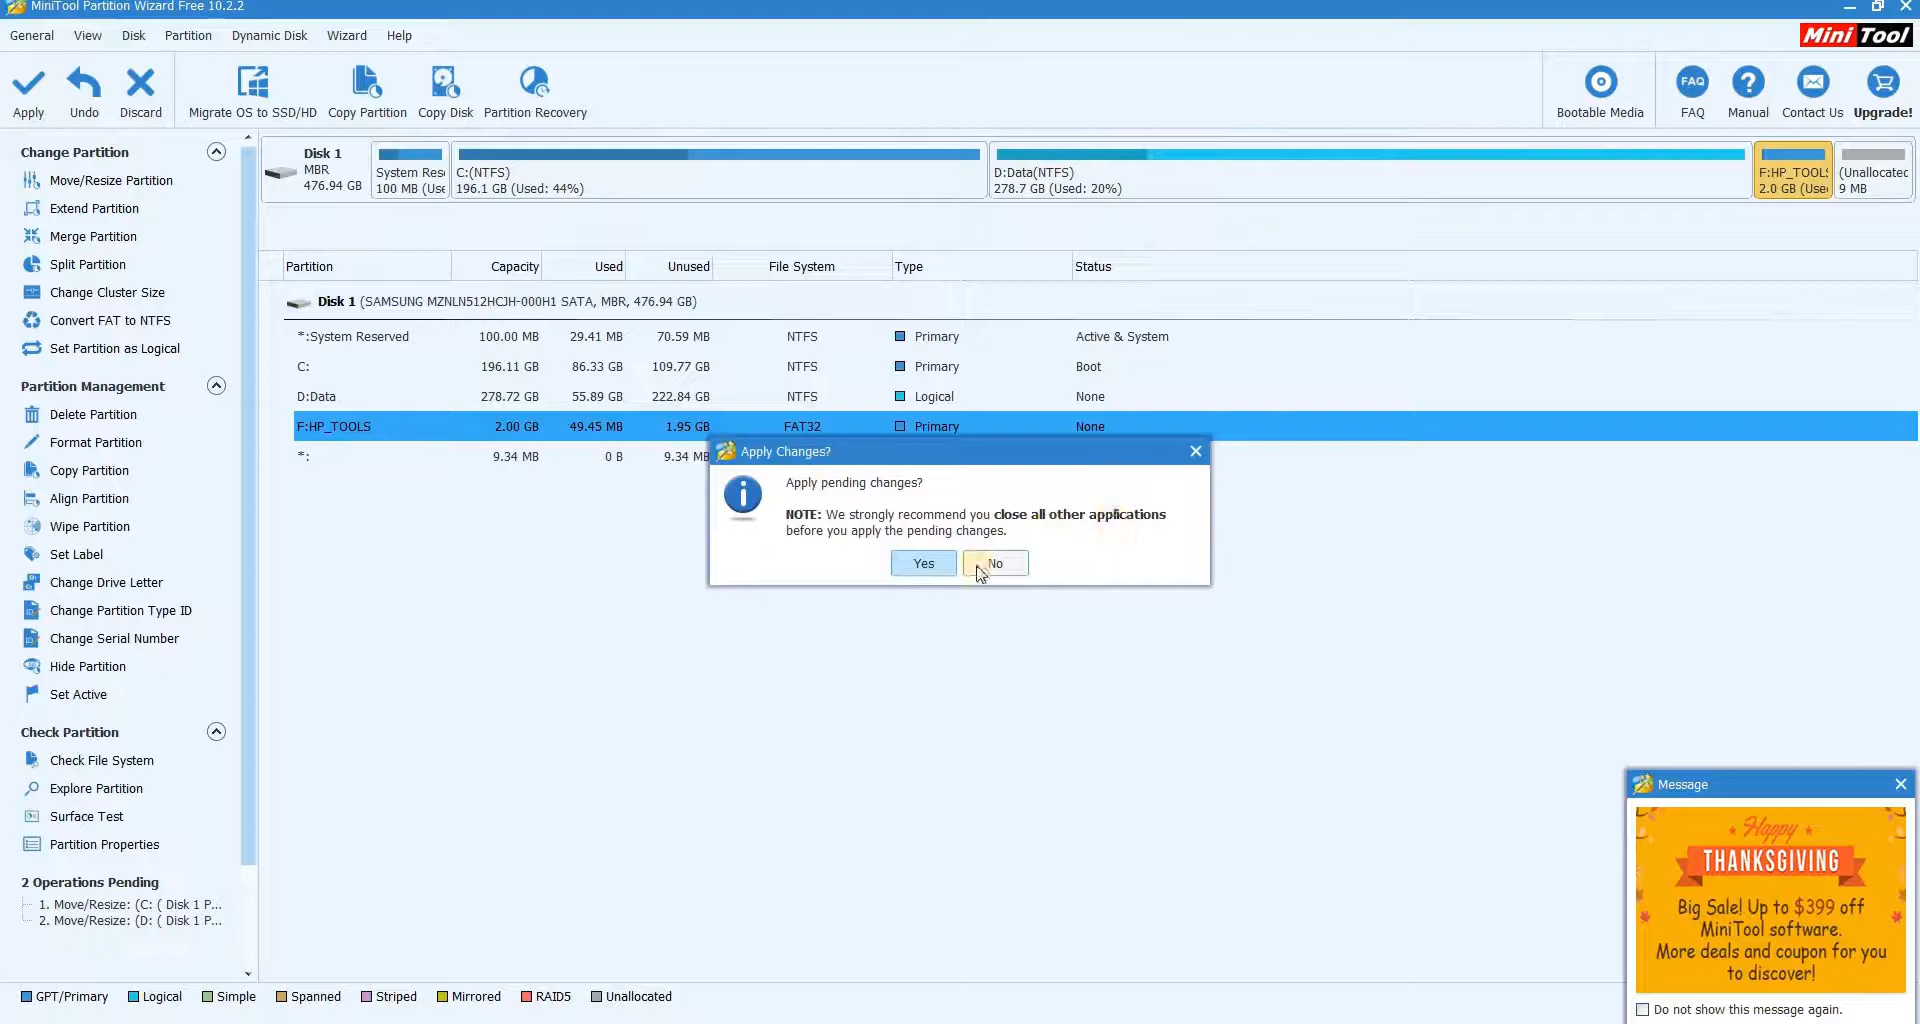 MiniTool Partition Wizard Free 10.2.2
General View Disk Partition Dynamic Disk Wizard Help
Mini Tool
Apply Undo Discard Migrate OS to SSD/HD Copy Partition Copy Disk Partition Recovery Bootable Media FAQ Manual Contact Us Upgrade!
FAQ
Change Partition
Move/Resize Partition
Extend Partition
Merge Partition
Split Partition
Change Cluster Size
Convert FAT to NTFS
Set Partition as Logical
Partition Management
Delete Partition
Format Partition
Copy Partition
Align Partition
Wipe Partition
Set Label
Change Drive Letter
Change Partition Type ID
Change Serial Number
Hide Partition
Set Active
Check Partition
Check File System
Explore Partition
Surface Test
Partition Properties
2 Operations Pending
1. Move/Resize: (C: ( Disk 1 P...
2. Move/Resize: (D: ( Disk 1 P...
Disk 1
MBR
476.94 GB
System Res
100 MB (Use
C:(NTFS)
196.1 GB (Used: 44%)
D:Data(NTFS)
278.7 GB (Used: 20%)
F:HP_TOOLS
2.0 GB (Use
(Unallocated
9 MB
Partition Capacity Used Unused File System Type Status
Disk 1 (SAMSUNG MZNLN512HCJH-000H1 SATA, MBR, 476.94 GB)
*:System Reserved 100.00 MB 29.41 MB 70.59 MB NTFS Primary Active & System
C: 196.11 GB 86.33 GB 109.77 GB NTFS Primary Boot
D:Data 278.72 GB 55.89 GB 222.84 GB NTFS Logical None
F:HP_TOOLS 2.00 GB 49.45 MB 1.95 GB FAT32 Primary None
*: 9.34 MB 0 B 9.34 MB
Apply Changes?
Apply pending changes?
NOTE: We strongly recommend you close all other applications
before you apply the pending changes.
Yes No
Message
Happy
THANKSGIVING
Big Sale! Up to $399 off
MiniTool software.
More deals and coupon for you
to discover!
Do not show this message again.
GPT/Primary Logical Simple Spanned Striped Mirrored RAID5 Unallocated